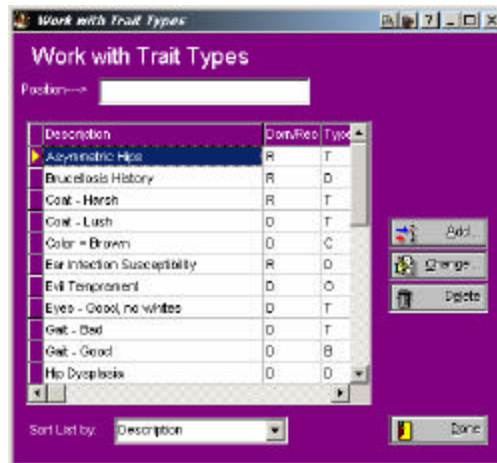 Work with Trait Types
Work with Trait Types
Position--->
Description Dom/Rec Type
Asymmetric Hips R T
Brucellosis History R D
Coat - Harsh R T
Coat - Lush D T
Color = Brown D C
Ear Infection Susceptibility R D
Evil Temprament D O
Eyes - Good, no whites D T
Gait - Bad D T
Gait - Good D B
Hip Dysplasia D D
Add...
Change...
Delete
Sort List by: Description
Done